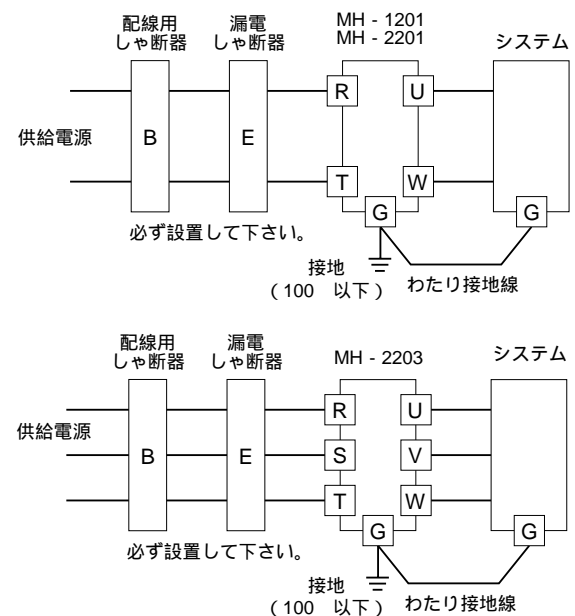 配線用
しゃ断器
漏電
しゃ断器
MH - 1201
MH - 2201
システム
供給電源
B
E
R
U
T
W
G
G
必ず設置して下さい。
接地
(100 以下)
わたり接地線
配線用
しゃ断器
漏電
しゃ断器
MH - 2203
システム
供給電源
B
E
R
U
S
V
T
W
G
G
必ず設置して下さい。
接地
(100 以下)
わたり接地線